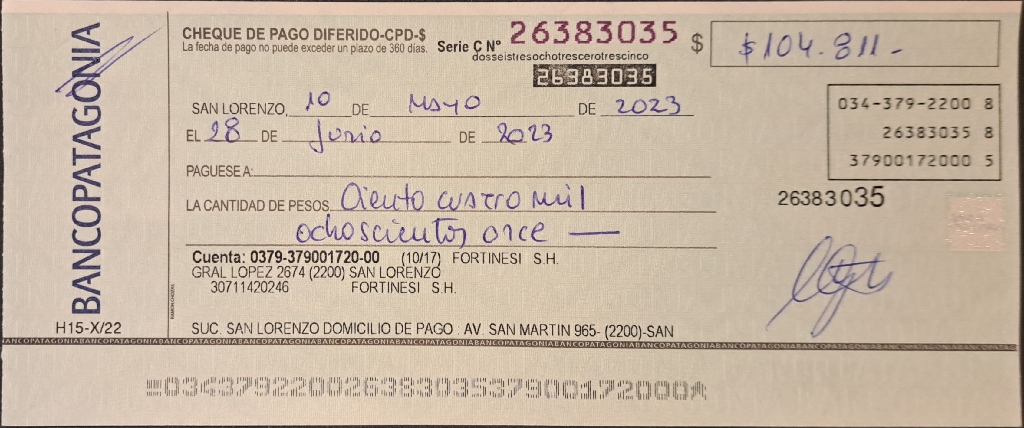 BANCOPATAGONIA
H15-X/22
CHEQUE DE PAGO DIFERIDO-CPD-$
La fecha de pago no puede exceder un plazo de 360 días.
Serie C Nº 26383035
dosseistresochotrescerotrescinco
26383035
$ $104.811-
SAN LORENZO, 10 DE Mayo DE 2023
EL 28 DE Junio DE 2023
034-379-2200 8
26383035 8
37900172000 5
PAGUESE A:
26383035
LA CANTIDAD DE PESOS Ciento cuatro mil
ochoscientos once —
Cuenta: 0379-379001720-00 (10/17) FORTINESI S.H.
GRAL LOPEZ 2674 (2200) SAN LORENZO
30711420246 FORTINESI S.H.
SUC. SAN LORENZO DOMICILIO DE PAGO : AV. SAN MARTIN 965- (2200)-SAN
BANCOPATAGONIABANCOPATAGONIABANCOPATAGONIABANCOPATAGONIABANCOPATAGONIA
03437922002638303537900172000